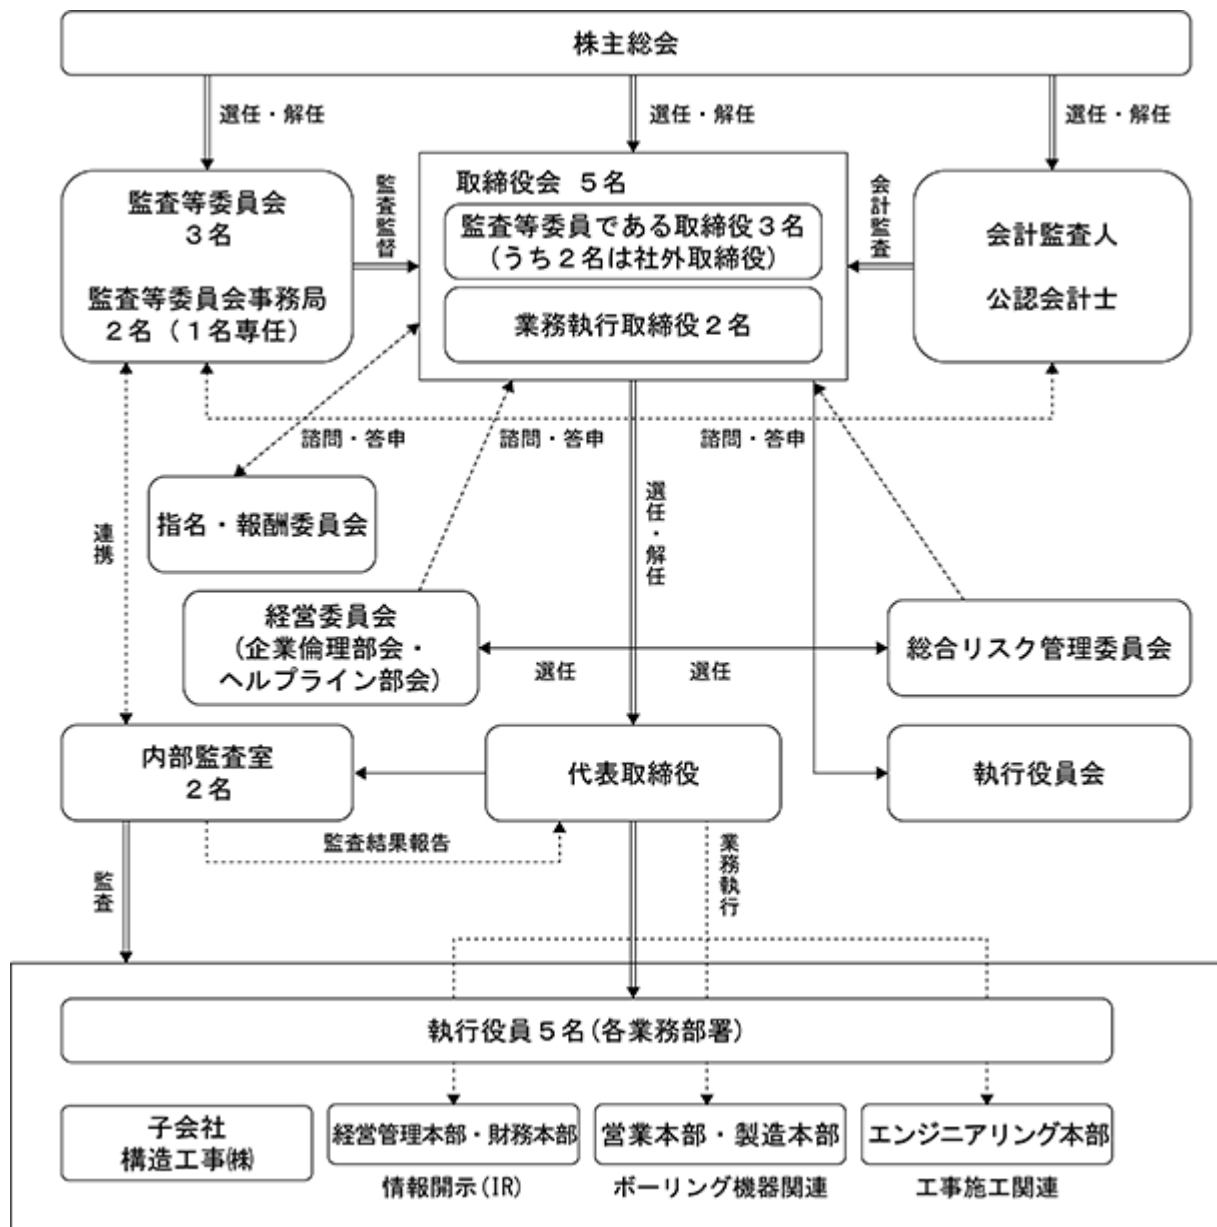 株主総会
選任・解任
選任・解任
選任・解任
監査等委員会
３名
監査等委員会事務局
２名（１名専任）
監査監督
取締役会 ５名
監査等委員である取締役３名
(うち２名は社外取締役)
業務執行取締役２名
会計監査
会計監査人
公認会計士
諮問・答申
諮問・答申
諮問・答申
連携
指名・報酬委員会
選任・解任
経営委員会
(企業倫理部会・
ヘルプライン部会)
選任
選任
総合リスク管理委員会
内部監査室
２名
代表取締役
執行役員会
監査結果報告
監査
業務執行
執行役員５名(各業務部署)
子会社
構造工事㈱
経営管理本部・財務本部
営業本部・製造本部
エンジニアリング本部
情報開示(IR)
ボーリング機器関連
工事施工関連